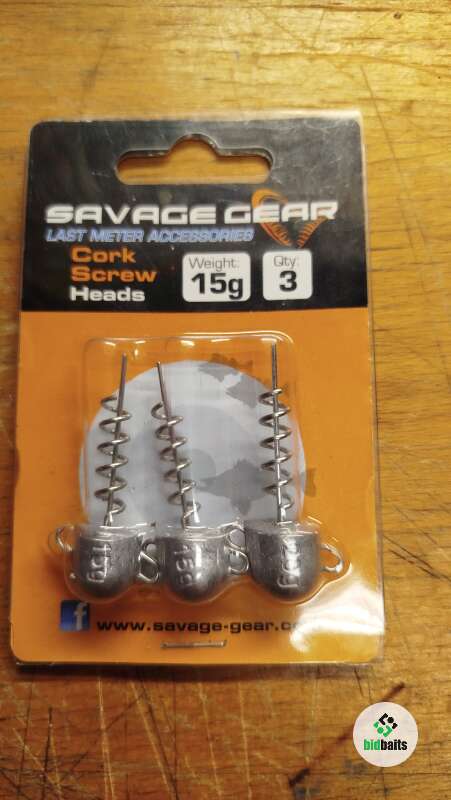 SAVAGE GEAR
LAST METER ACCESSORIES
Cork
Screw
Heads
Weight:
15g
Qty:
3
15g
15g
20g
f
www.savage-gear.co
bidbaits